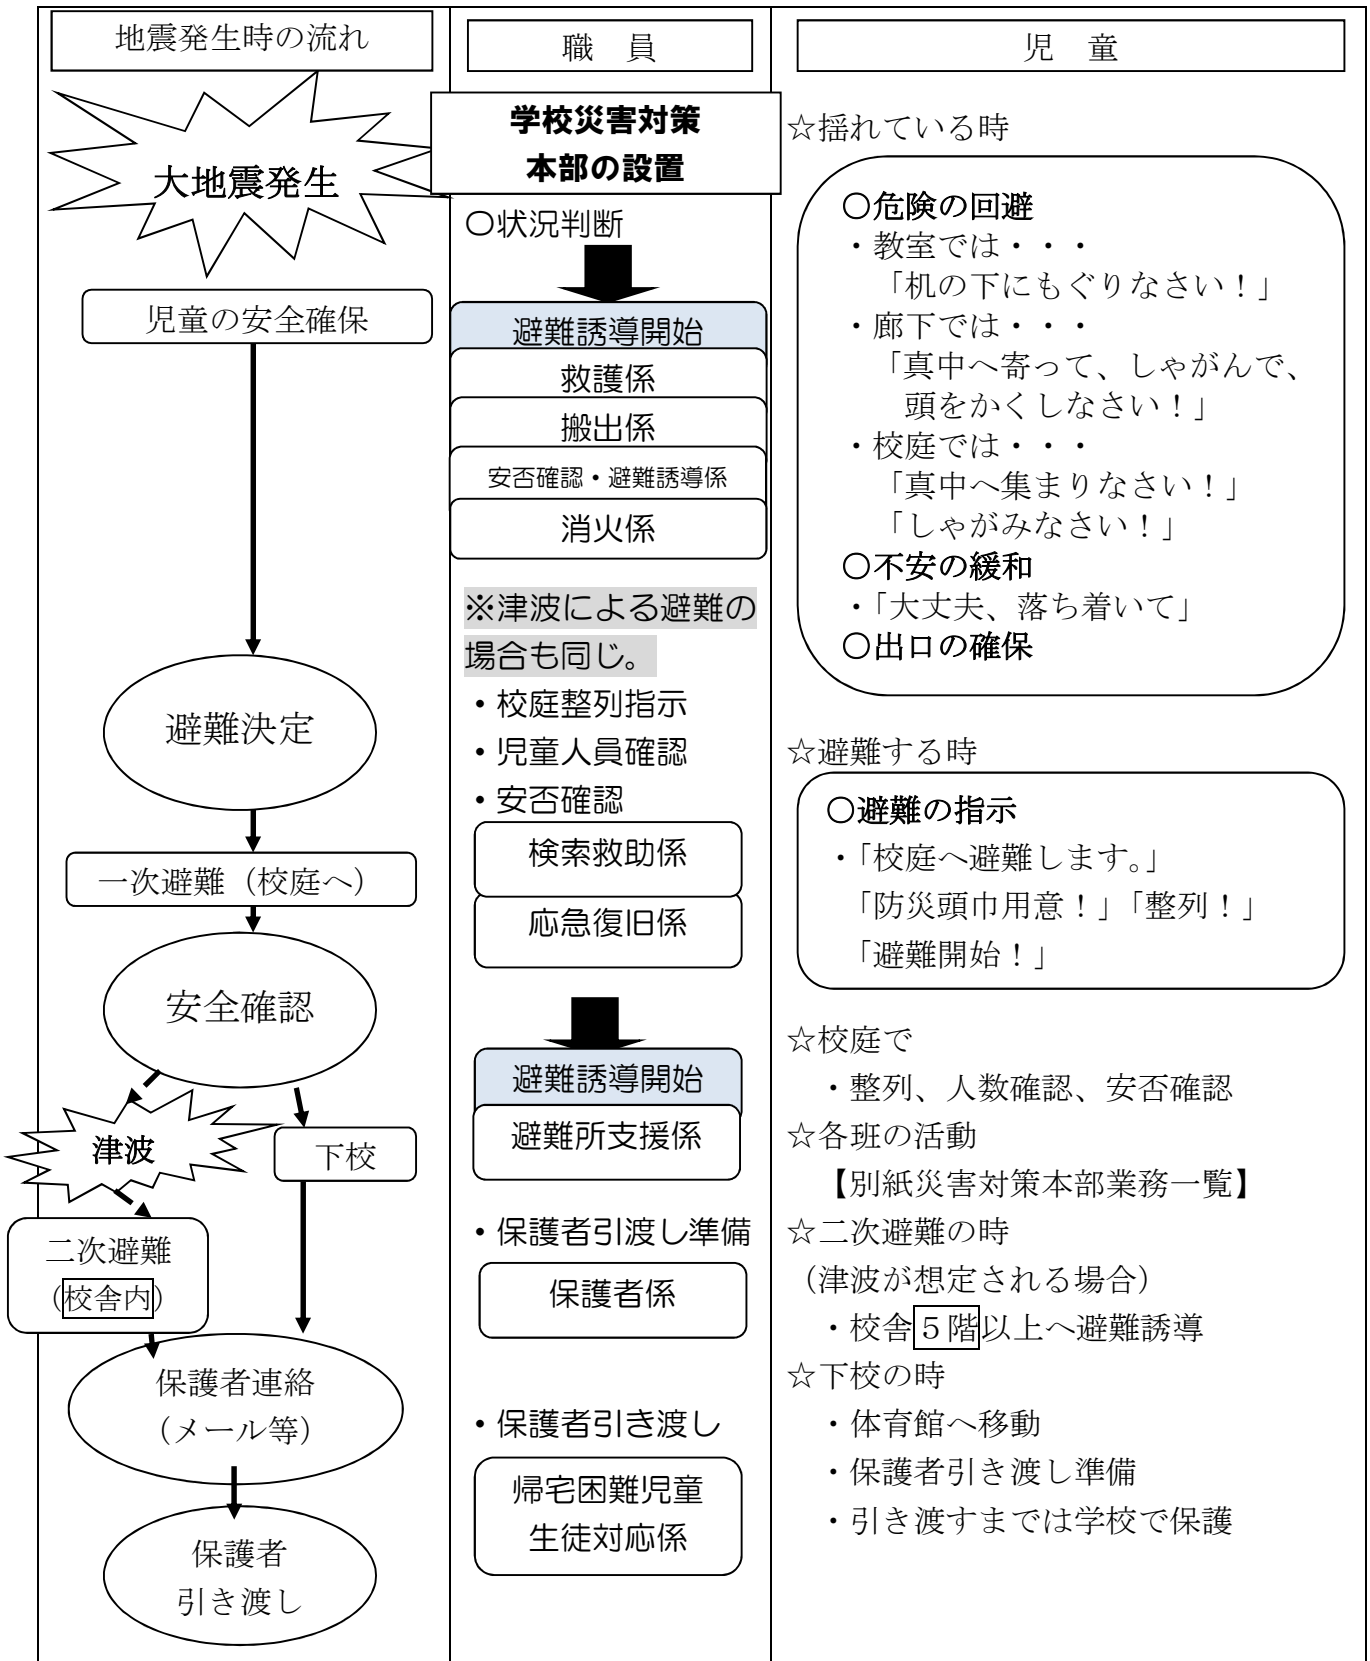 地震発生時の流れ
大地震発生
児童の安全確保
避難決定
一次避難（校庭へ）
安全確認
津波
下校
二次避難
（校舎内）
保護者連絡
（メール等）
保護者
引き渡し
職　員
学校災害対策
本部の設置
〇状況判断
避難誘導開始
救護係
搬出係
安否確認・避難誘導係
消火係
※津波による避難の
場合も同じ。
・校庭整列指示
・児童人員確認
・安否確認
検索救助係
応急復旧係
避難誘導開始
避難所支援係
・保護者引渡し準備
保護者係
・保護者引き渡し
帰宅困難児童
生徒対応係
児　童
☆揺れている時
〇危険の回避
・教室では・・・
「机の下にもぐりなさい！」
・廊下では・・・
「真中へ寄って、しゃがんで、
頭をかくしなさい！」
・校庭では・・・
「真中へ集まりなさい！」
「しゃがみなさい！」
〇不安の緩和
・「大丈夫、落ち着いて」
〇出口の確保
☆避難する時
〇避難の指示
・「校庭へ避難します。」
「防災頭巾用意！」「整列！」
「避難開始！」
☆校庭で
・整列、人数確認、安否確認
☆各班の活動
【別紙災害対策本部業務一覧】
☆二次避難の時
（津波が想定される場合）
・校舎５階以上へ避難誘導
☆下校の時
・体育館へ移動
・保護者引き渡し準備
・引き渡すまでは学校で保護